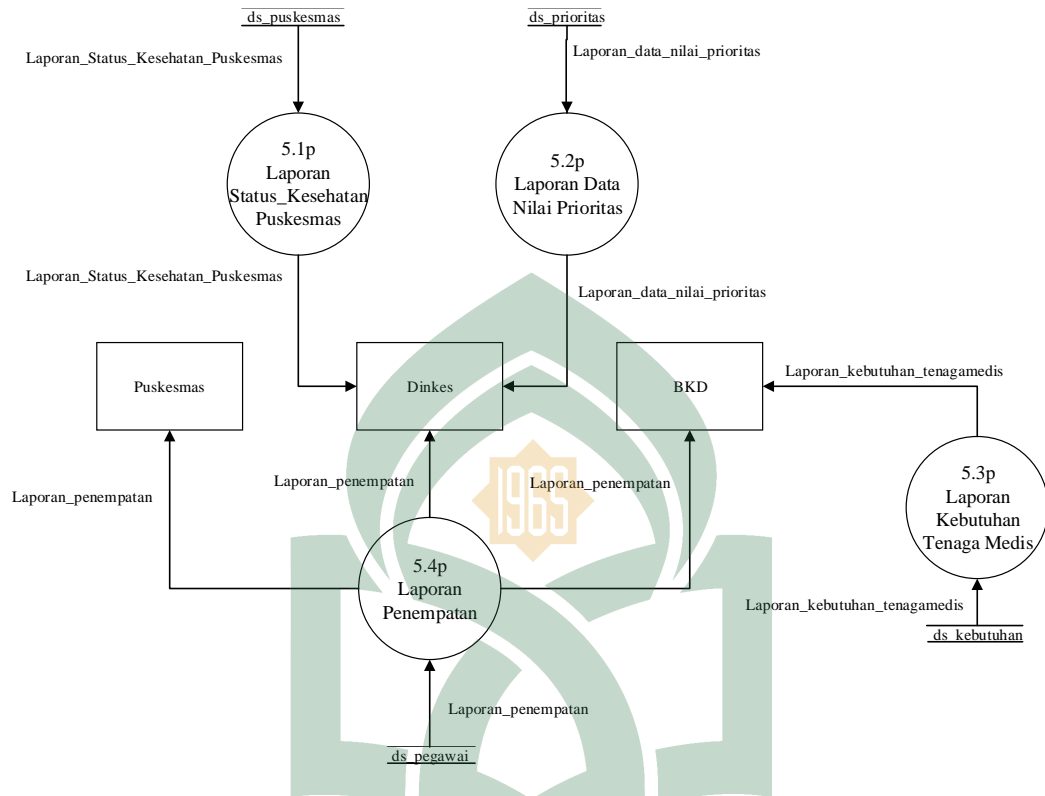 ds_puskesmas
ds_prioritas
Laporan_Status_Kesehatan_Puskesmas
Laporan_data_nilai_prioritas
5.1p
Laporan
Status_Kesehatan
Puskesmas
5.2p
Laporan Data
Nilai Prioritas
Laporan_Status_Kesehatan_Puskesmas
Laporan_data_nilai_prioritas
Puskesmas
Dinkes
BKD
Laporan_kebutuhan_tenagamedis
Laporan_penempatan
Laporan_penempatan
Laporan_penempatan
1965
5.3p
Laporan
Kebutuhan
Tenaga Medis
5.4p
Laporan
Penempatan
Laporan_kebutuhan_tenagamedis
ds_kebutuhan
Laporan_penempatan
ds_pegawai